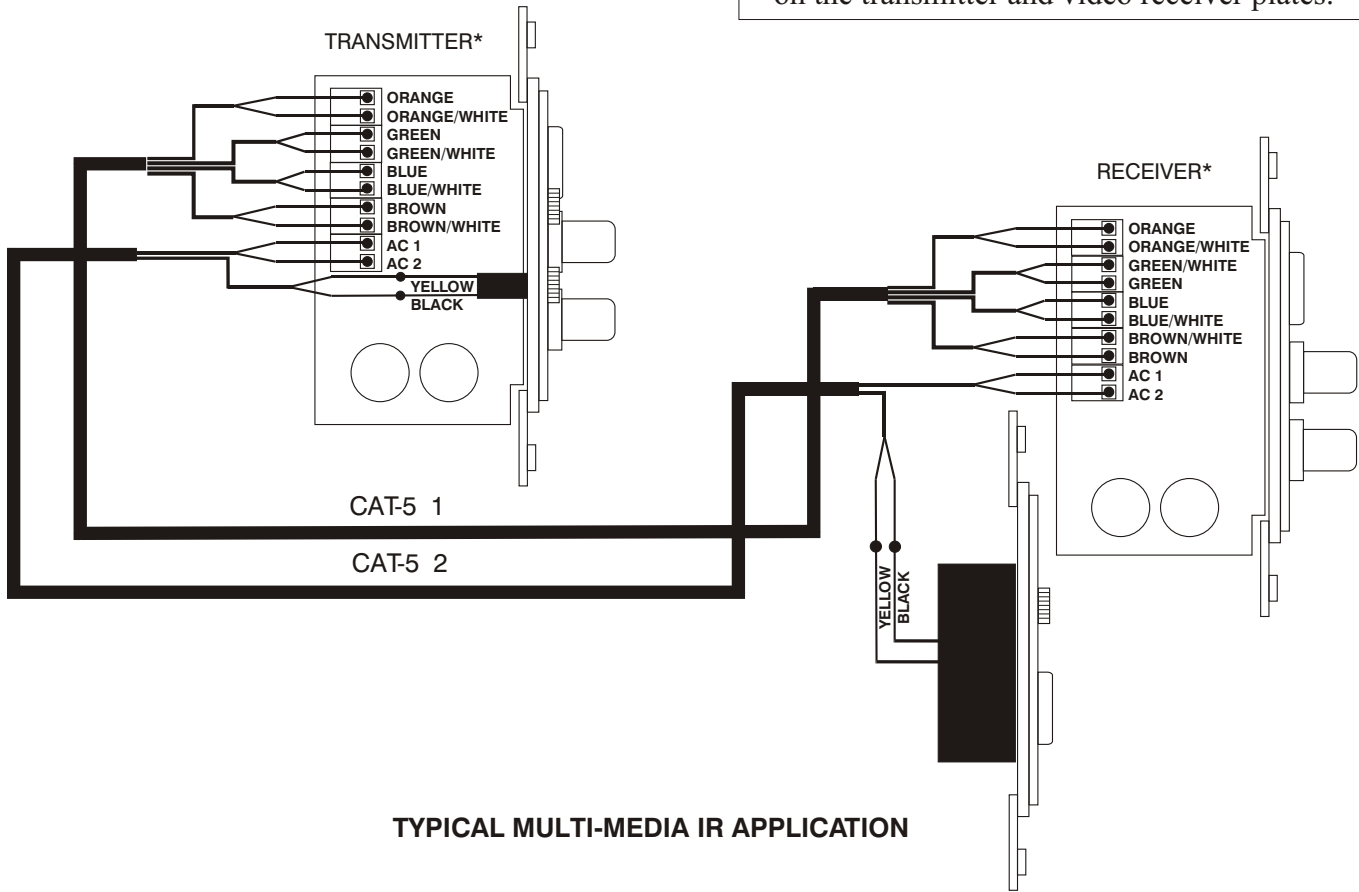 on the transmitter and video receiver plates.
TRANSMITTER*
ORANGE
ORANGE/WHITE
GREEN
GREEN/WHITE
BLUE
BLUE/WHITE
BROWN
BROWN/WHITE
AC 1
AC 2
YELLOW
BLACK
RECEIVER*
ORANGE
ORANGE/WHITE
GREEN/WHITE
GREEN
BLUE
BLUE/WHITE
BROWN/WHITE
BROWN
AC 1
AC 2
CAT-5 1
CAT-5 2
YELLOW
BLACK
TYPICAL MULTI-MEDIA IR APPLICATION